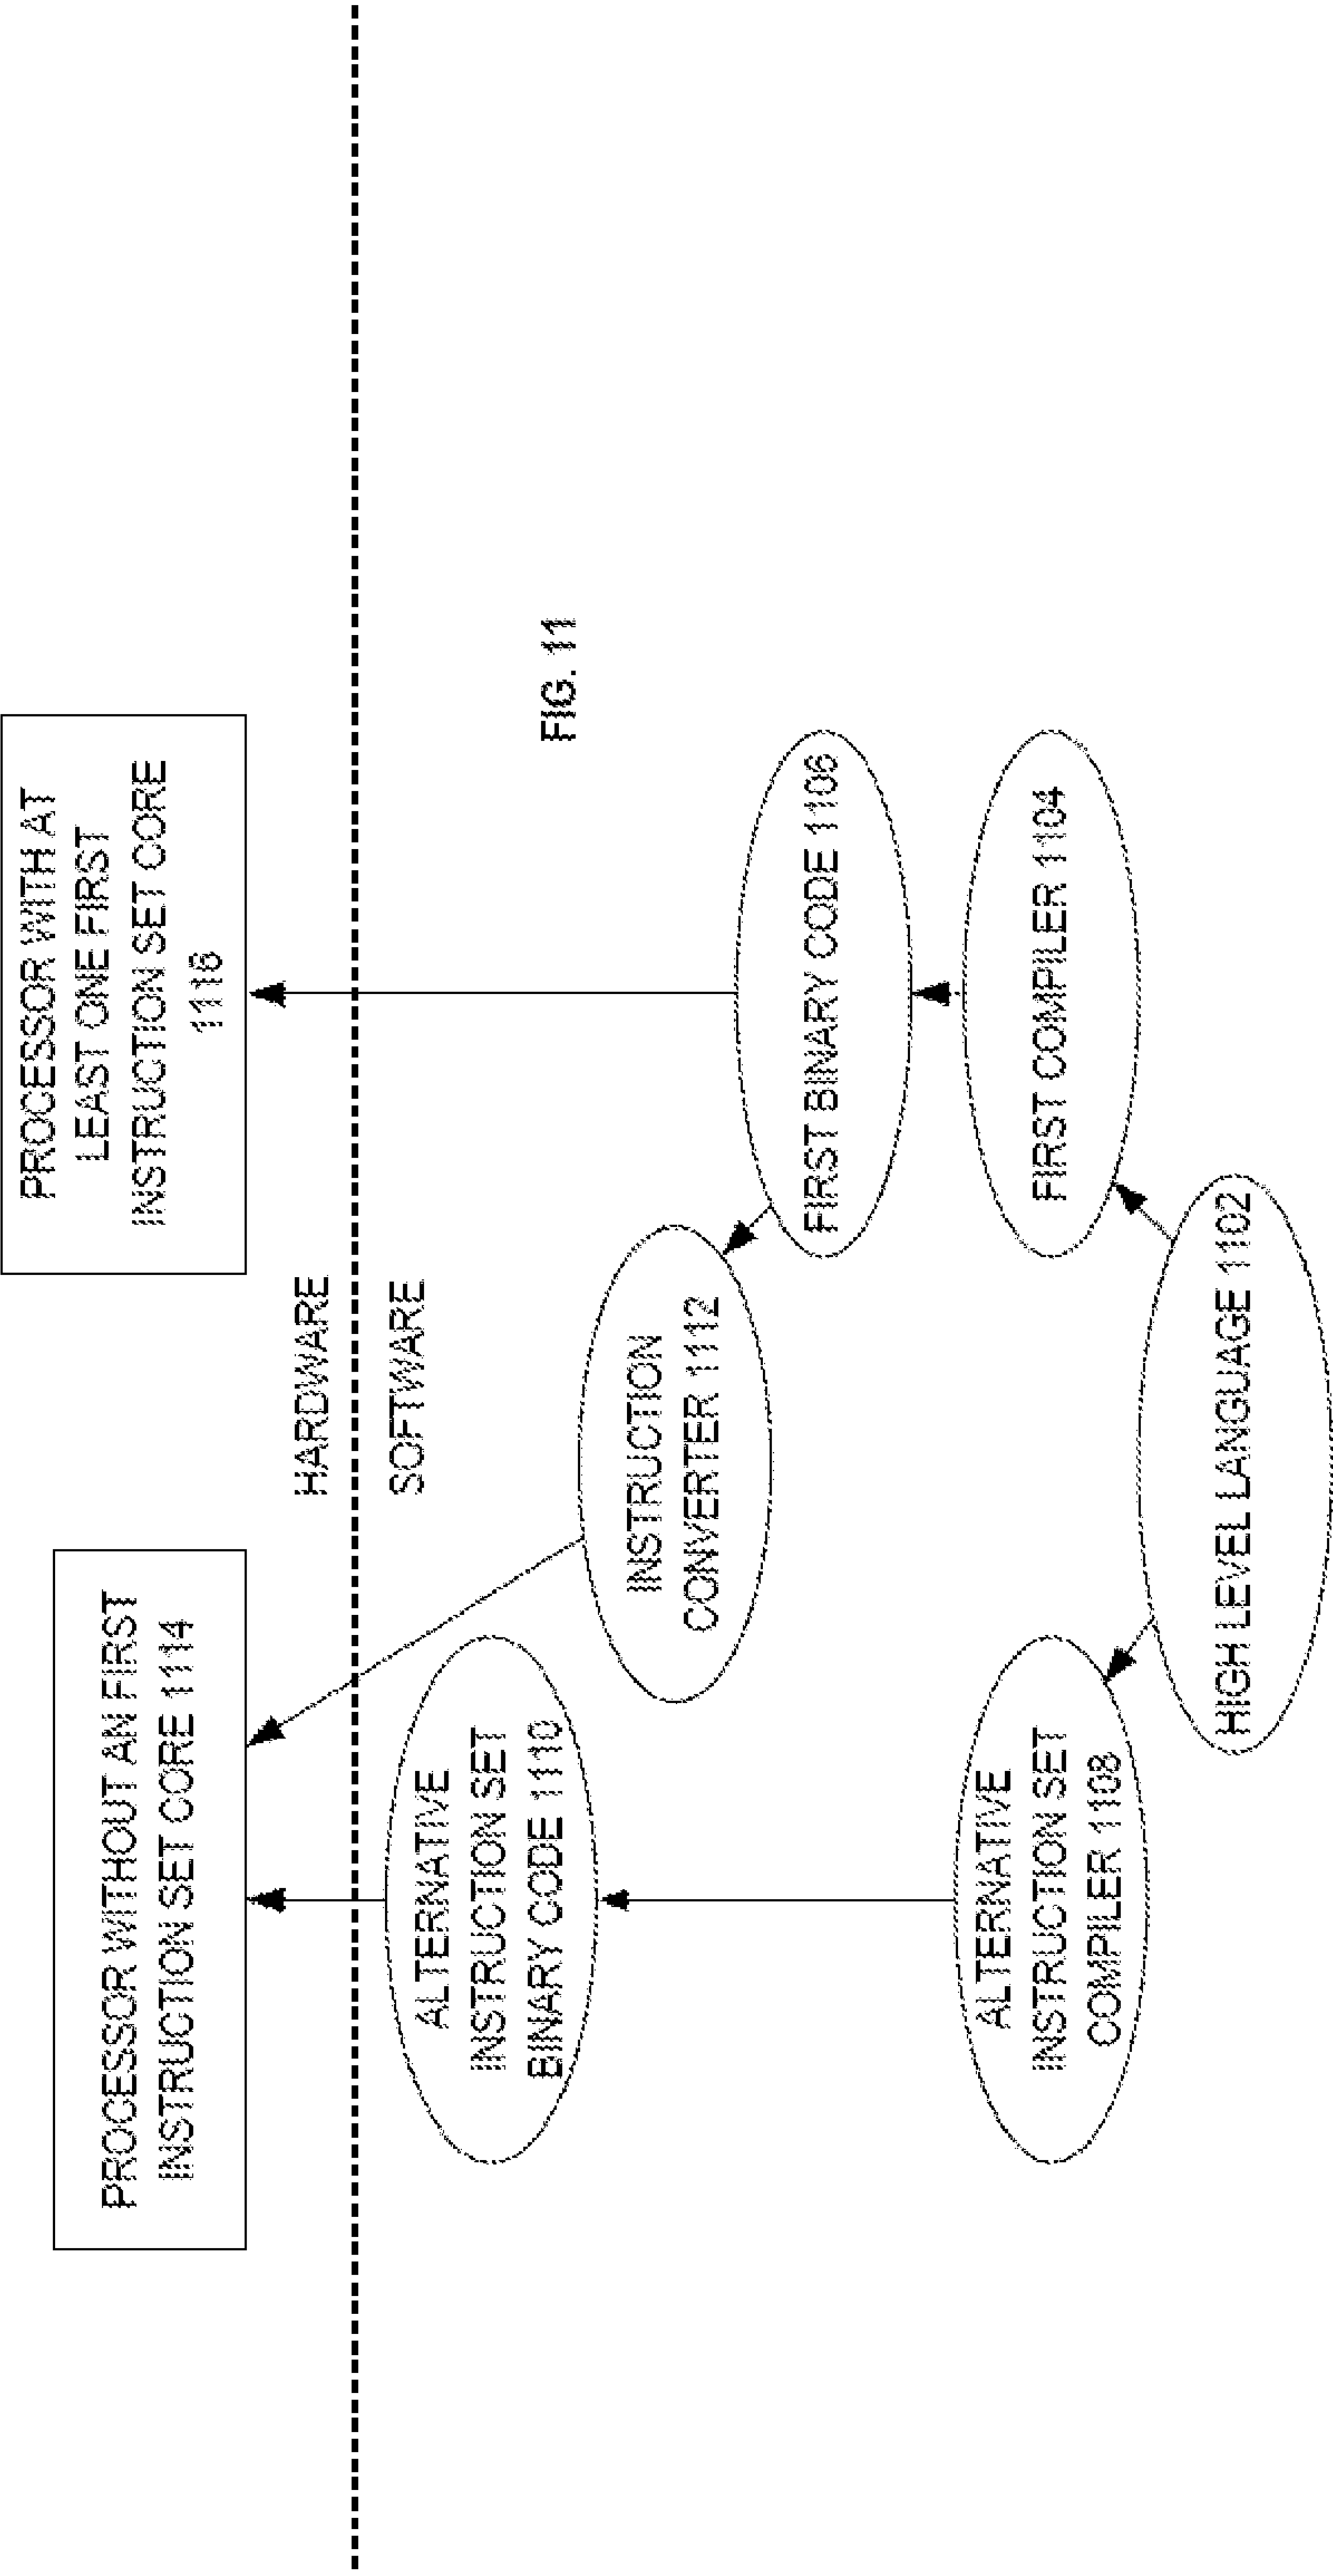 PROCESSOR WITHOUT AN FIRST
INSTRUCTION SET CORE 1114
PROCESSOR WITH AT
LEAST ONE FIRST
INSTRUCTION SET CORE
1116
HARDWARE
SOFTWARE
ALTERNATIVE
INSTRUCTION SET
BINARY CODE 1110
FIG. 11
INSTRUCTION
CONVERTER 1112
FIRST BINARY CODE 1106
ALTERNATIVE
INSTRUCTION SET
COMPILER 1108
FIRST COMPILER 1104
HIGH LEVEL LANGUAGE 1102